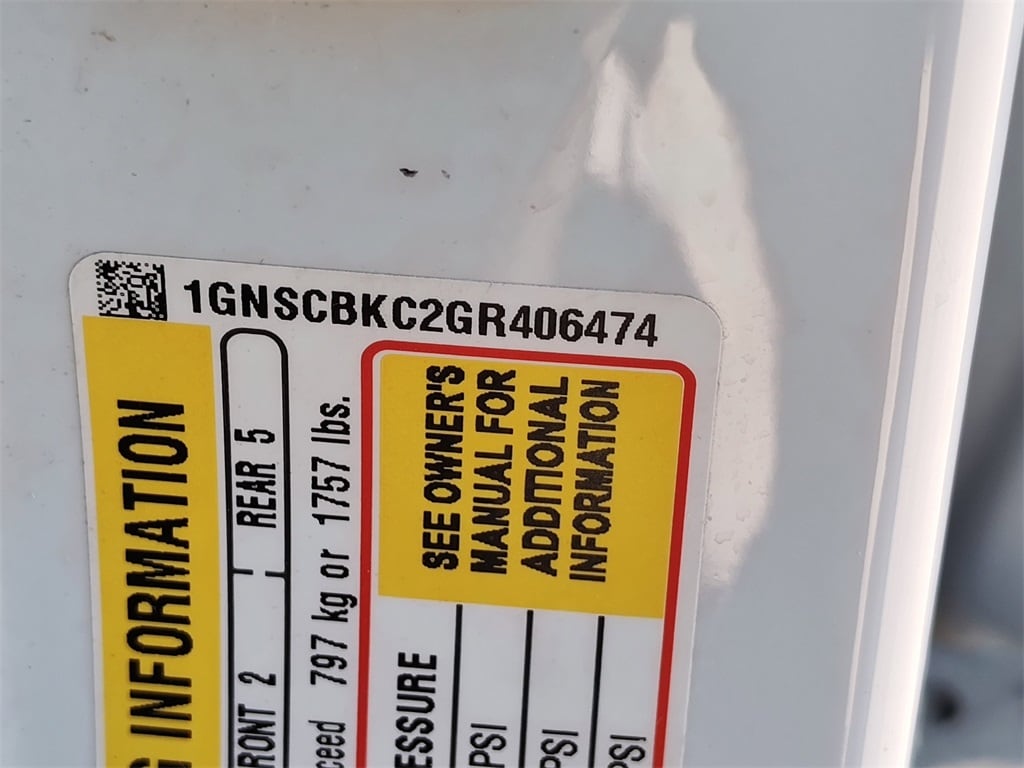 1GNSCBKC2GR406474
G INFORMATION
RONT 2 REAR 5
ceed 797 kg or 1757 lbs.
SEE OWNER'S
MANUAL FOR
ADDITIONAL
INFORMATION
ESSURE
PSI
PSI
PSI